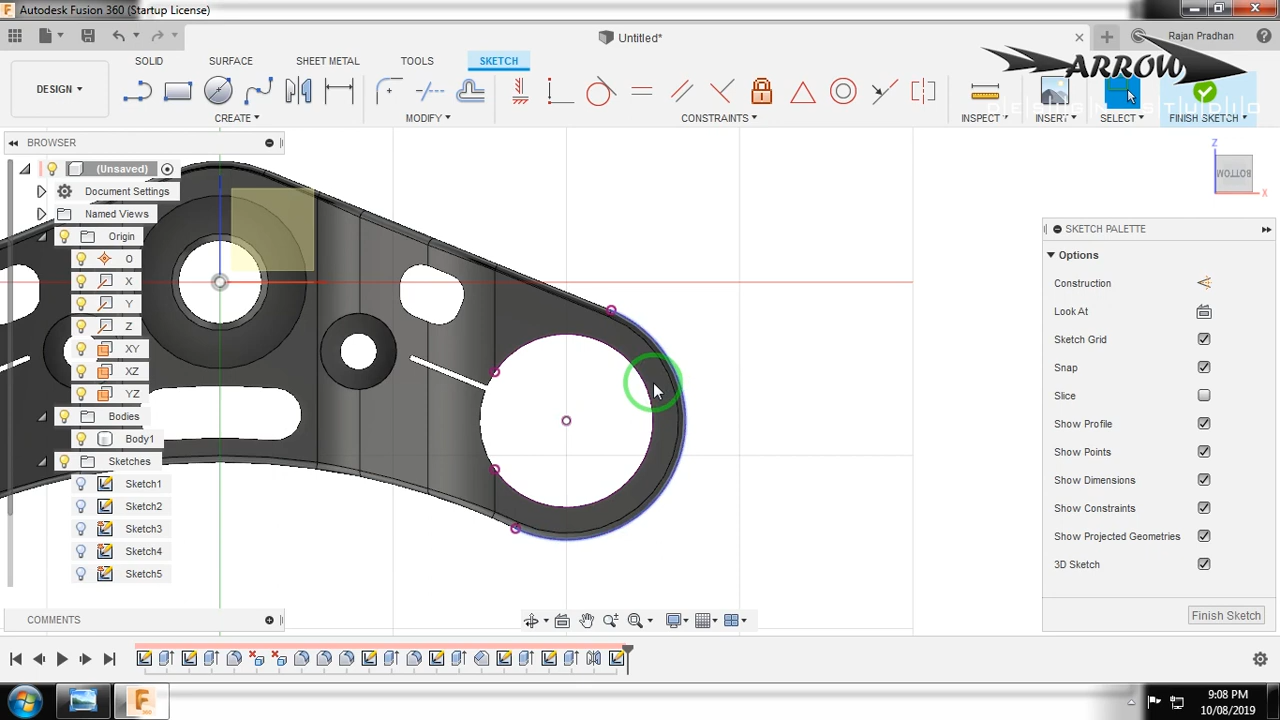 Autodesk Fusion 360 (Startup License)
Untitled*
Rajan Pradhan
ARROW
DESIGN STUDIO
SOLID SURFACE SHEET METAL TOOLS SKETCH
DESIGN
CREATE MODIFY CONSTRAINTS INSPECT INSERT SELECT FINISH SKETCH
BROWSER
(Unsaved)
Document Settings
Named Views
Origin
O
X
Y
Z
XY
XZ
YZ
Bodies
Body1
Sketches
Sketch1
Sketch2
Sketch3
Sketch4
Sketch5
COMMENTS
Z
BOTTOM
X
SKETCH PALETTE
Options
Construction
Look At
Sketch Grid
Snap
Slice
Show Profile
Show Points
Show Dimensions
Show Constraints
Show Projected Geometries
3D Sketch
Finish Sketch
9:08 PM
10/08/2019